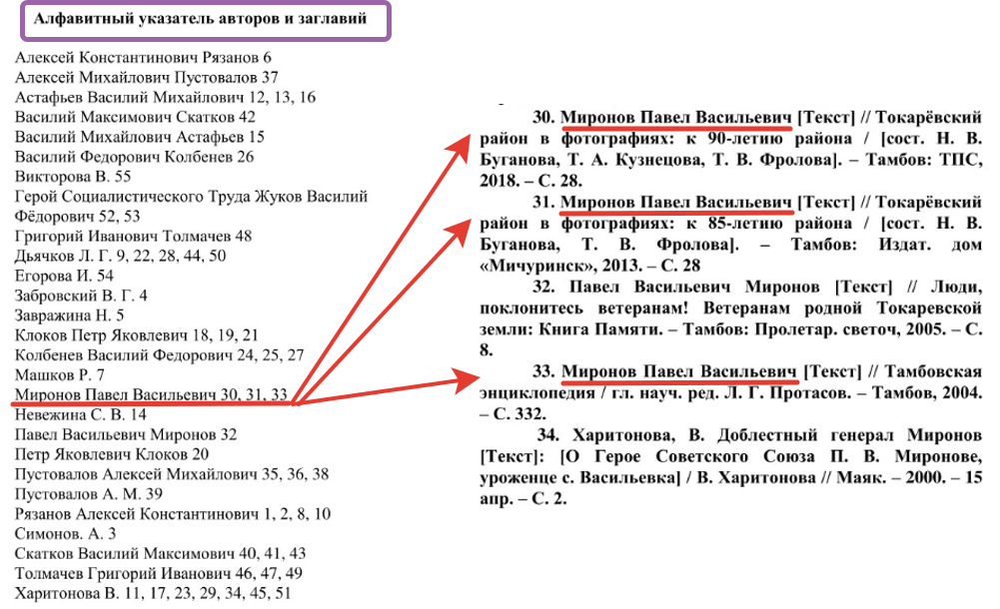 Алфавитный указатель авторов и заглавий
Алексей Константинович Рязанов 6
Алексей Михайлович Пустовалов 37
Астафьев Василий Михайлович 12, 13, 16
Василий Максимович Скатков 42
Василий Михайлович Астафьев 15
Василий Федорович Колбенев 26
Викторова В. 55
Герой Социалистического Труда Жуков Василий
Фёдорович 52, 53
Григорий Иванович Толмачев 48
Дьячков Л. Г. 9, 22, 28, 44, 50
Егорова И. 54
Забровский В. Г. 4
Завражина Н. 5
Клоков Петр Яковлевич 18, 19, 21
Колбенев Василий Федорович 24, 25, 27
Машков Р. 7
Миронов Павел Васильевич 30, 31, 33
Невежина С. В. 14
Павел Васильевич Миронов 32
Петр Яковлевич Клоков 20
Пустовалов Алексей Михайлович 35, 36, 38
Пустовалов А. М. 39
Рязанов Алексей Константинович 1, 2, 8, 10
Симонов. А. 3
Скатков Василий Максимович 40, 41, 43
Толмачев Григорий Иванович 46, 47, 49
Харитонова В. 11, 17, 23, 29, 34, 45, 51
30. Миронов Павел Васильевич [Текст] // Токарёвский
район в фотографиях: к 90-летию района / [сост. Н. В.
Буганова, Т. А. Кузнецова, Т. В. Фролова]. – Тамбов: ТПС,
2018. – С. 28.
31. Миронов Павел Васильевич [Текст] // Токарёвский
район в фотографиях: к 85-летию района / [сост. Н. В.
Буганова, Т. В. Фролова]. – Тамбов: Издат. дом
«Мичуринск», 2013. – С. 28
32. Павел Васильевич Миронов [Текст] // Люди,
поклонитесь ветеранам! Ветеранам родной Токаревской
земли: Книга Памяти. – Тамбов: Пролетар. светоч, 2005. – С.
8.
33. Миронов Павел Васильевич [Текст] // Тамбовская
энциклопедия / гл. науч. ред. Л. Г. Протасов. – Тамбов, 2004.
– С. 332.
34. Харитонова, В. Доблестный генерал Миронов
[Текст]: [О Герое Советского Союза П. В. Миронове,
уроженце с. Васильевка] / В. Харитонова // Маяк. – 2000. – 15
апр. – С. 2.